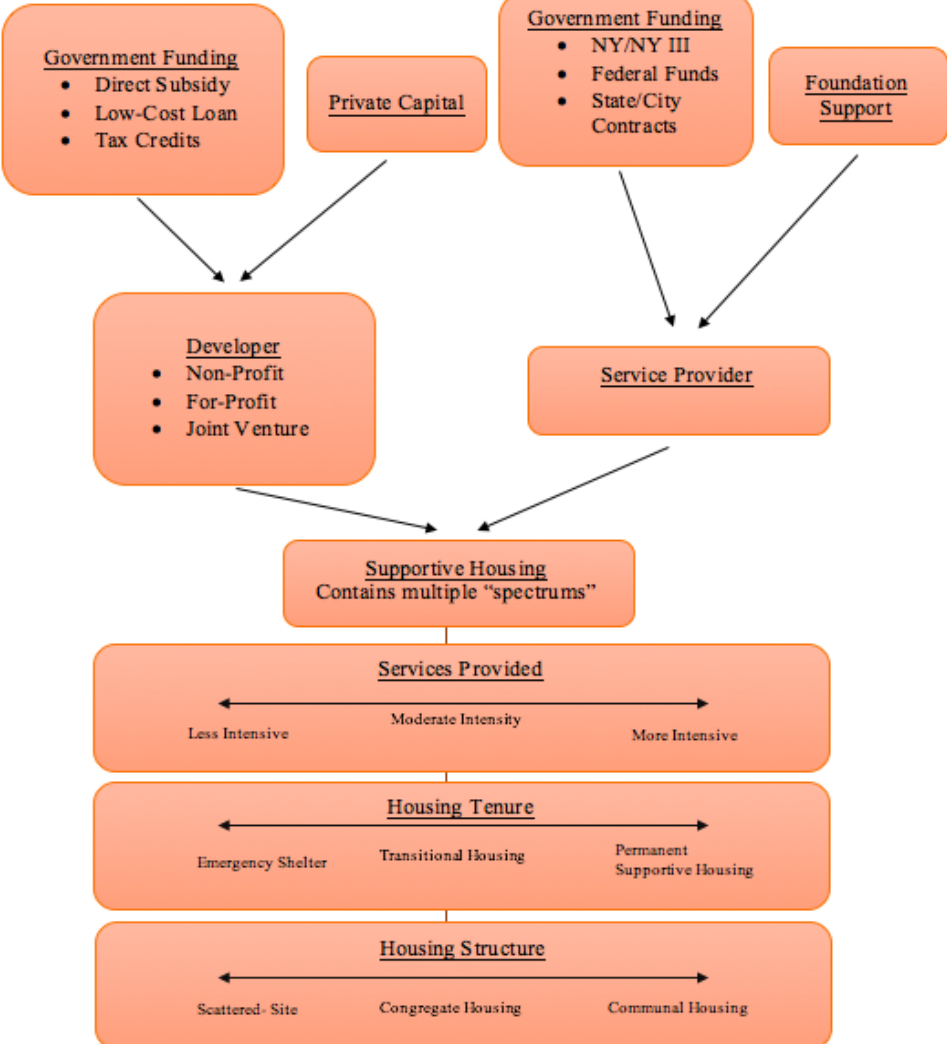 Government Funding
• Direct Subsidy
• Low-Cost Loan
• Tax Credits
Private Capital
Government Funding
• NY/NY III
• Federal Funds
• State/City
Contracts
Foundation
Support
Developer
• Non-Profit
• For-Profit
• Joint Venture
Service Provider
Supportive Housing
Contains multiple “spectrums”
Services Provided
Less Intensive
Moderate Intensity
More Intensive
Housing Tenure
Emergency Shelter
Transitional Housing
Permanent
Supportive Housing
Housing Structure
Scattered- Site
Congregate Housing
Communal Housing